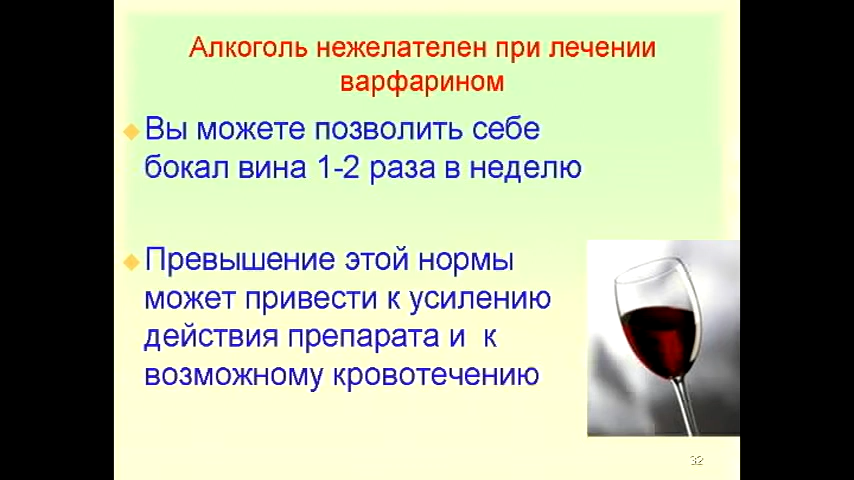 Алкоголь нежелателен при лечении
варфарином
Вы можете позволить себе
бокал вина 1-2 раза в неделю
Превышение этой нормы
может привести к усилению
действия препарата и к
возможному кровотечению
32